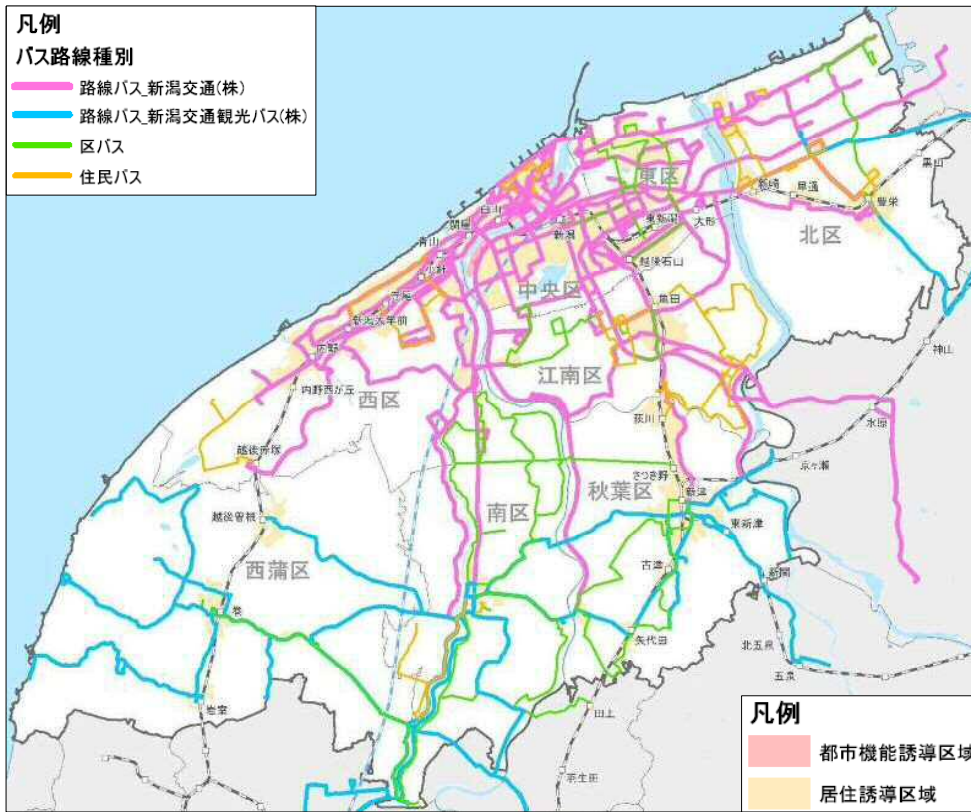 凡例
バス路線種別
路線バス_新潟交通(株)
路線バス_新潟交通観光バス(株)
区バス
住民バス
東区
黒山
新崎
早通
豊栄
白山
関屋
新潟
東新潟
大形
北区
青山
小針
越後石山
中央区
寺尾
亀田
新潟大学前
内野
神山
江南区
内野西が丘
西区
荻川
水原
越後赤塚
京ヶ瀬
さつき野
秋葉区
新津
南区
越後曽根
東新津
西蒲区
古津
新関
巻
矢代田
北五泉
五泉
岩室
田上
羽生田
凡例
都市機能誘導区域
居住誘導区域